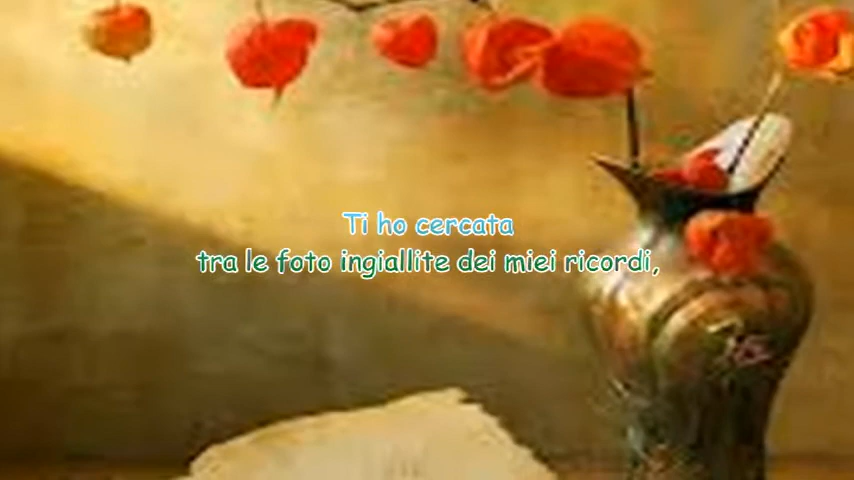 Ti ho cercata
tra le foto ingiallite dei miei ricordi,